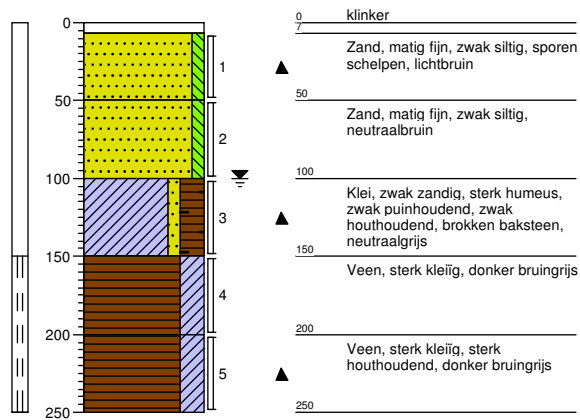 0
50
100
150
200
250
1
2
3
4
5
0
klinker
7
Zand, matig fijn, zwak siltig, sporen
schelpen, lichtbruin
50
Zand, matig fijn, zwak siltig,
neutraalbruin
100
Klei, zwak zandig, sterk humeus,
zwak puinhoudend, zwak
houthoudend, brokken baksteen,
neutraalgrijs
150
Veen, sterk kleiïg, donker bruingrijs
200
Veen, sterk kleiïg, sterk
houthoudend, donker bruingrijs
250